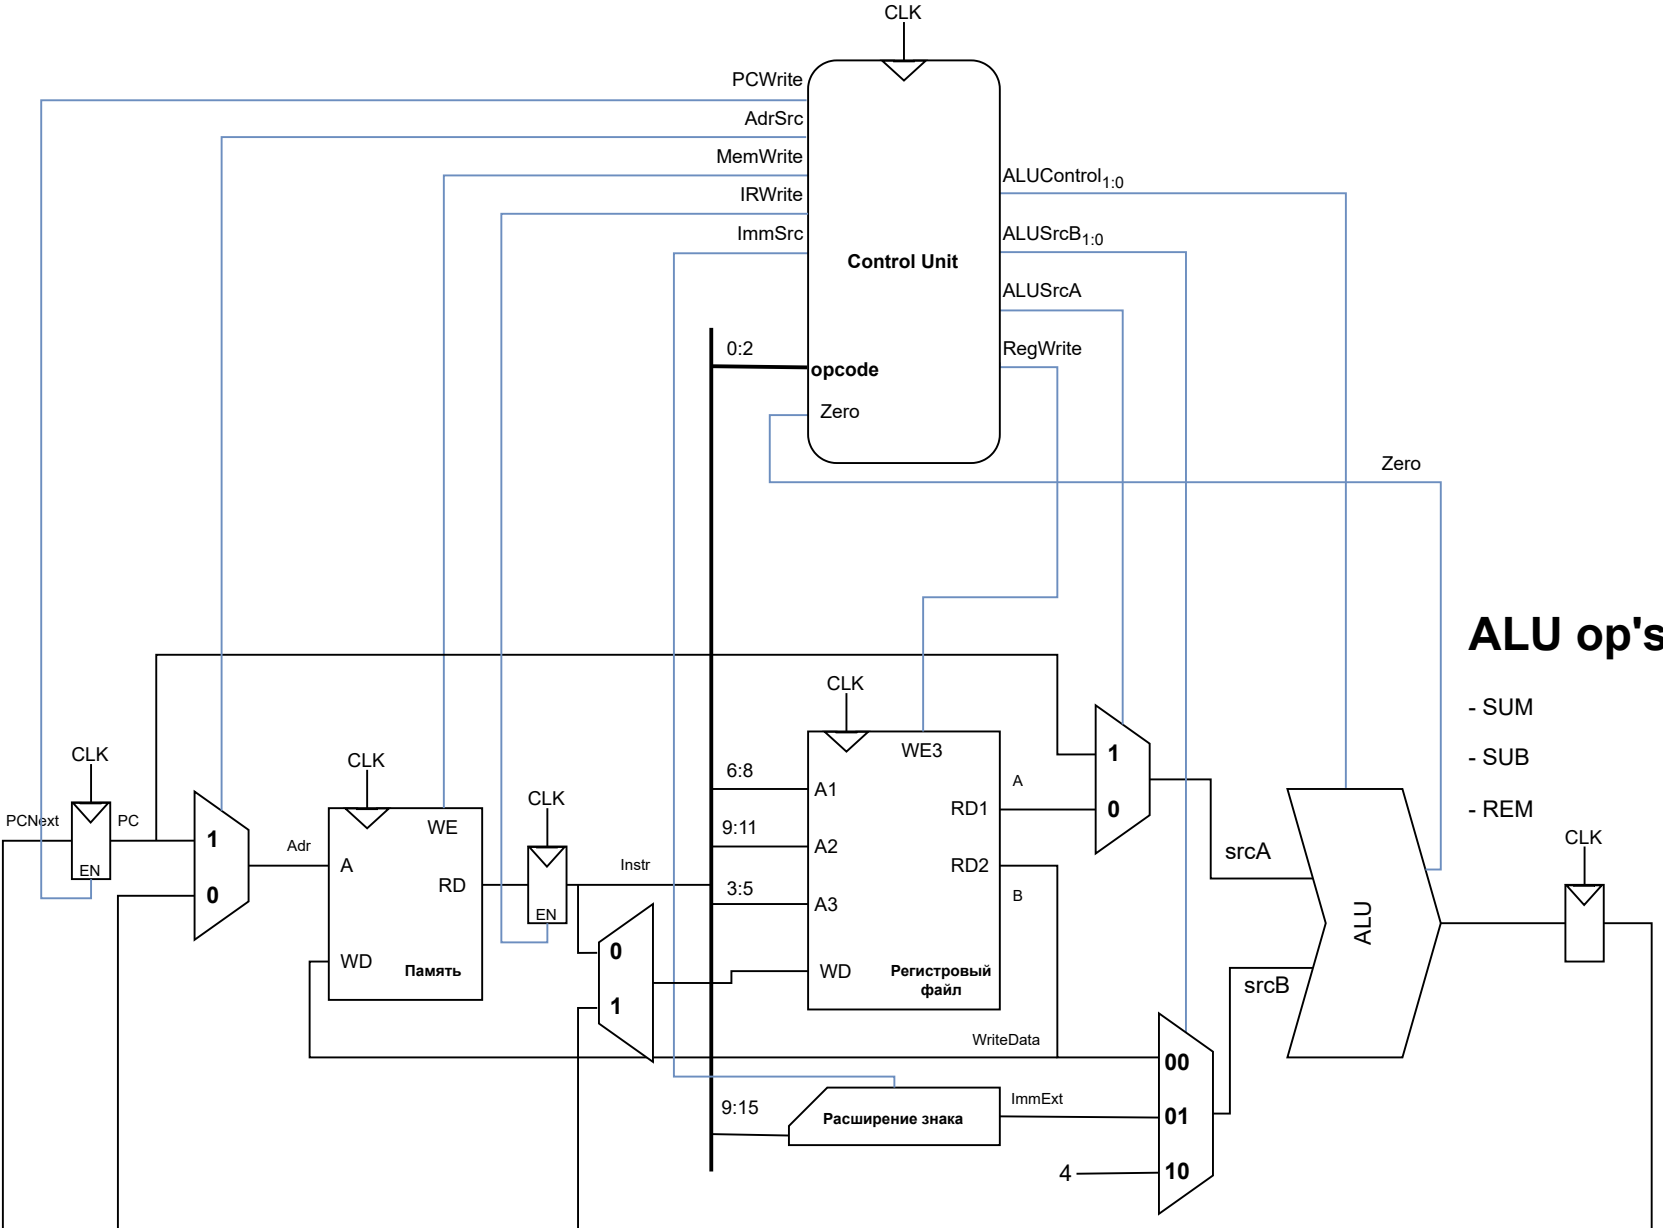 CLK
PCWrite
AdrSrc
MemWrite
IRWrite
ImmSrc
ALUControl1:0
ALUSrcB1:0
ALUSrcA
RegWrite
Control Unit
0:2
opcode
Zero
Zero
ALU op's
- SUM
- SUB
- REM
CLK
PCNext
PC
EN
1
0
Adr
CLK
WE
A
RD
WD
Память
CLK
EN
Instr
0
1
6:8
9:11
3:5
CLK
WE3
A1
A2
A3
WD
RD1
RD2
Регистровый
файл
A
B
1
0
srcA
srcB
ALU
CLK
WriteData
9:15
Расширение знака
ImmExt
4
00
01
10